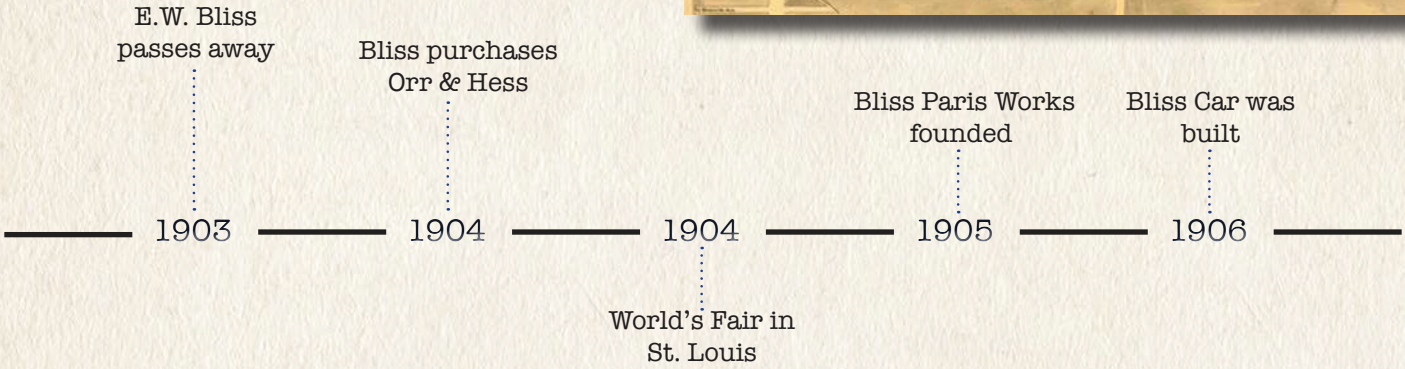 E.W. Bliss
passes away
Bliss purchases
Orr & Hess
Bliss Paris Works
founded
Bliss Car was
built
1903
1904
1904
1905
1906
World's Fair in
St. Louis